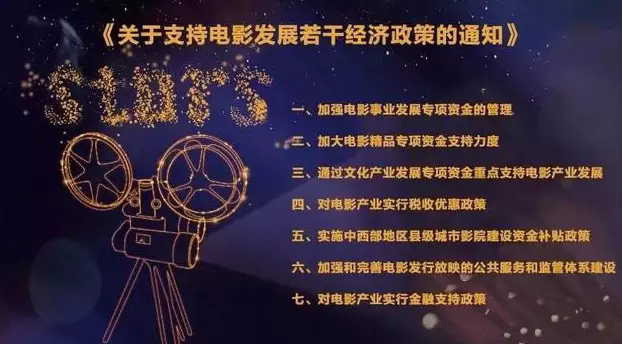 《关于支持电影发展若干经济政策的通知》
SLOTS
一、加强电影事业发展专项资金的管理
二、加大电影精品专项资金支持力度
三、通过文化产业发展专项资金重点支持电影产业发展
四、对电影产业实行税收优惠政策
五、实施中西部地区县级城市影院建设资金补贴政策
六、加强和完善电影发行放映的公共服务和监管体系建设
七、对电影产业实行金融支持政策